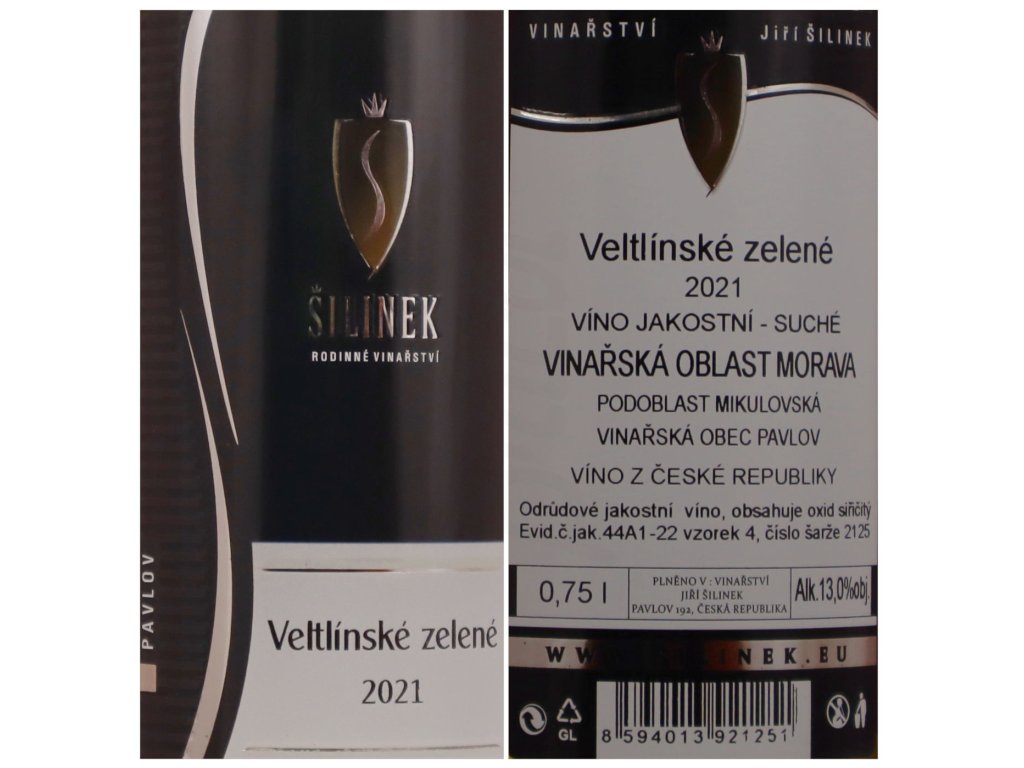 ŠILINEK
RODINNÉ VINAŘSTVÍ
PAVLOV
Veltlínské zelené
2021
VINAŘSTVÍ Jiří ŠILINEK
Veltlínské zelené
2021
VÍNO JAKOSTNÍ - SUCHÉ
VINAŘSKÁ OBLAST MORAVA
PODOBLAST MIKULOVSKÁ
VINAŘSKÁ OBEC PAVLOV
VÍNO Z ČESKÉ REPUBLIKY
Odrůdové jakostní víno, obsahuje oxid siřičitý
Evid.č.jak.44A1-22 vzorek 4, číslo šarže 2125
0,75 l
PLNĚNO V : VINAŘSTVÍ
JIŘÍ ŠILINEK
PAVLOV 192, ČESKÁ REPUBLIKA
Alk.13,0%obj.
WWW.SILINEK.EU
GL
8 594013 921251